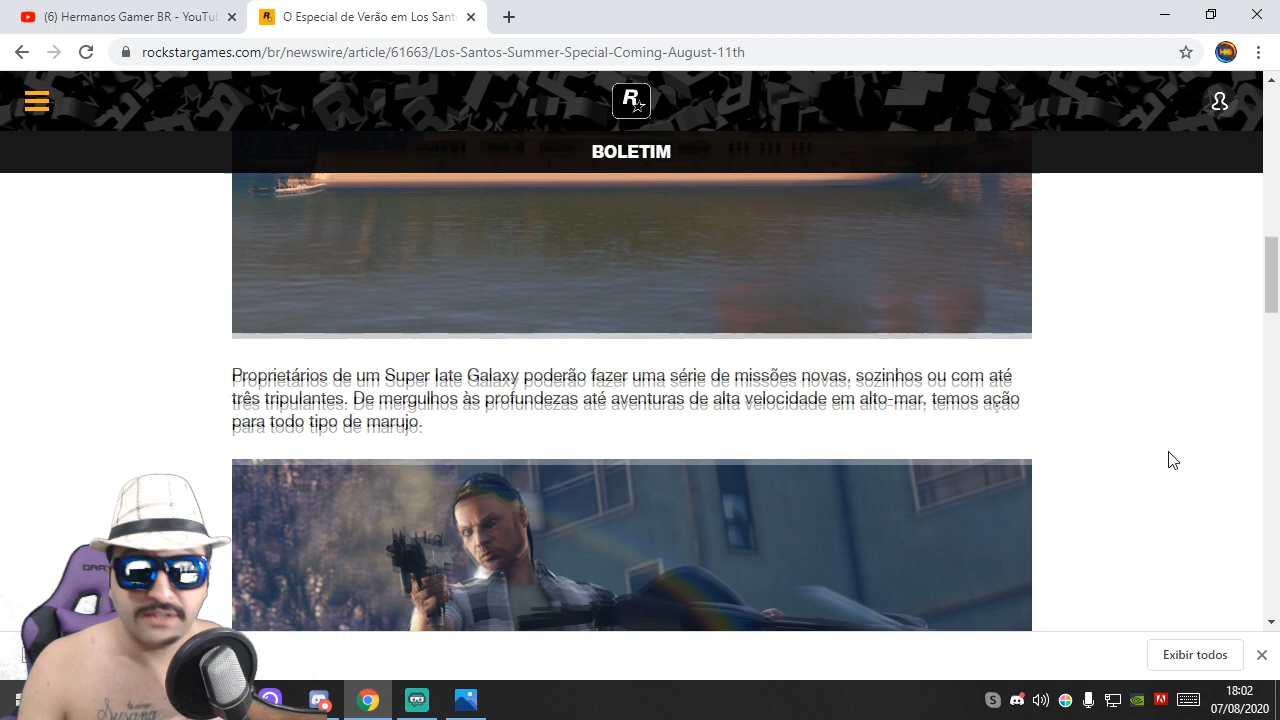 (6) Hermanos Gamer BR - YouTu
O Especial de Verão em Los Sant
rockstargames.com/br/newswire/article/61663/Los-Santos-Summer-Special-Coming-August-11th
R
BOLETIM
Proprietários de um Super Iate Galaxy poderão fazer uma série de missões novas, sozinhos ou com até
três tripulantes. De mergulhos às profundezas até aventuras de alta velocidade em alto-mar, temos ação
para todo tipo de marujo.
te amo
Susana
Exibir todos
18:02
07/08/2020